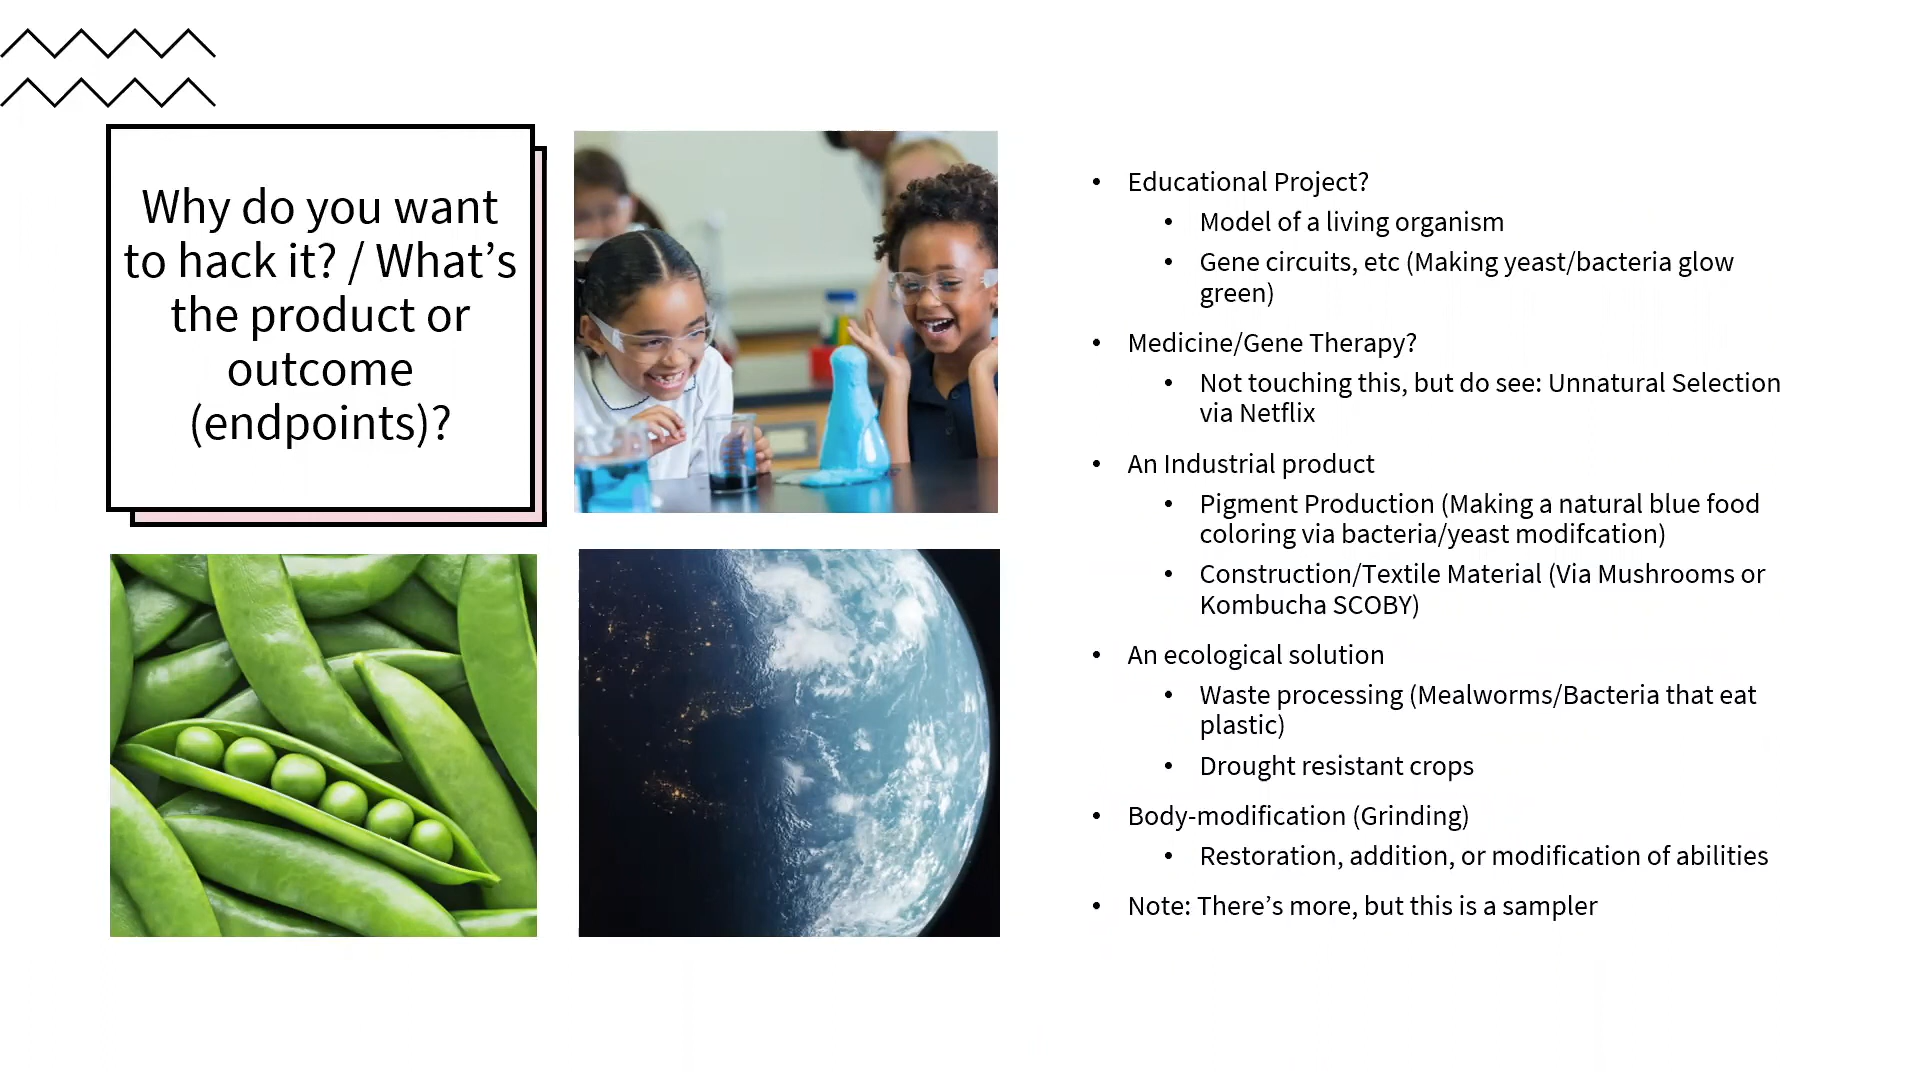 Why do you want
to hack it? / What’s
the product or
outcome
(endpoints)?
• Educational Project?
• Model of a living organism
• Gene circuits, etc (Making yeast/bacteria glow
green)
• Medicine/Gene Therapy?
• Not touching this, but do see: Unnatural Selection
via Netflix
• An Industrial product
• Pigment Production (Making a natural blue food
coloring via bacteria/yeast modifcation)
• Construction/Textile Material (Via Mushrooms or
Kombucha SCOBY)
• An ecological solution
• Waste processing (Mealworms/Bacteria that eat
plastic)
• Drought resistant crops
• Body-modification (Grinding)
• Restoration, addition, or modification of abilities
• Note: There’s more, but this is a sampler